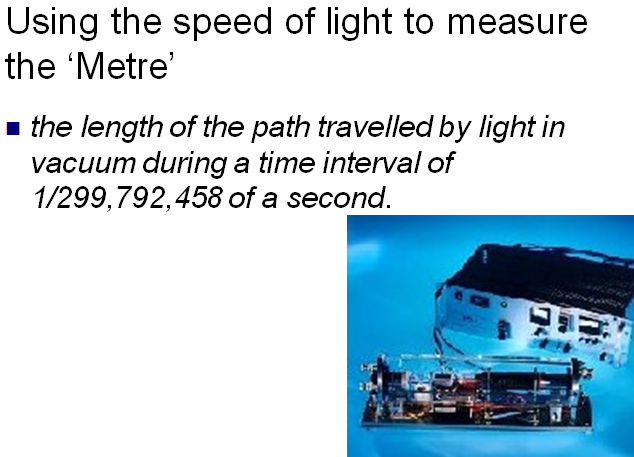 Using the speed of light to measure
the ‘Metre’
the length of the path travelled by light in
vacuum during a time interval of
1/299,792,458 of a second.